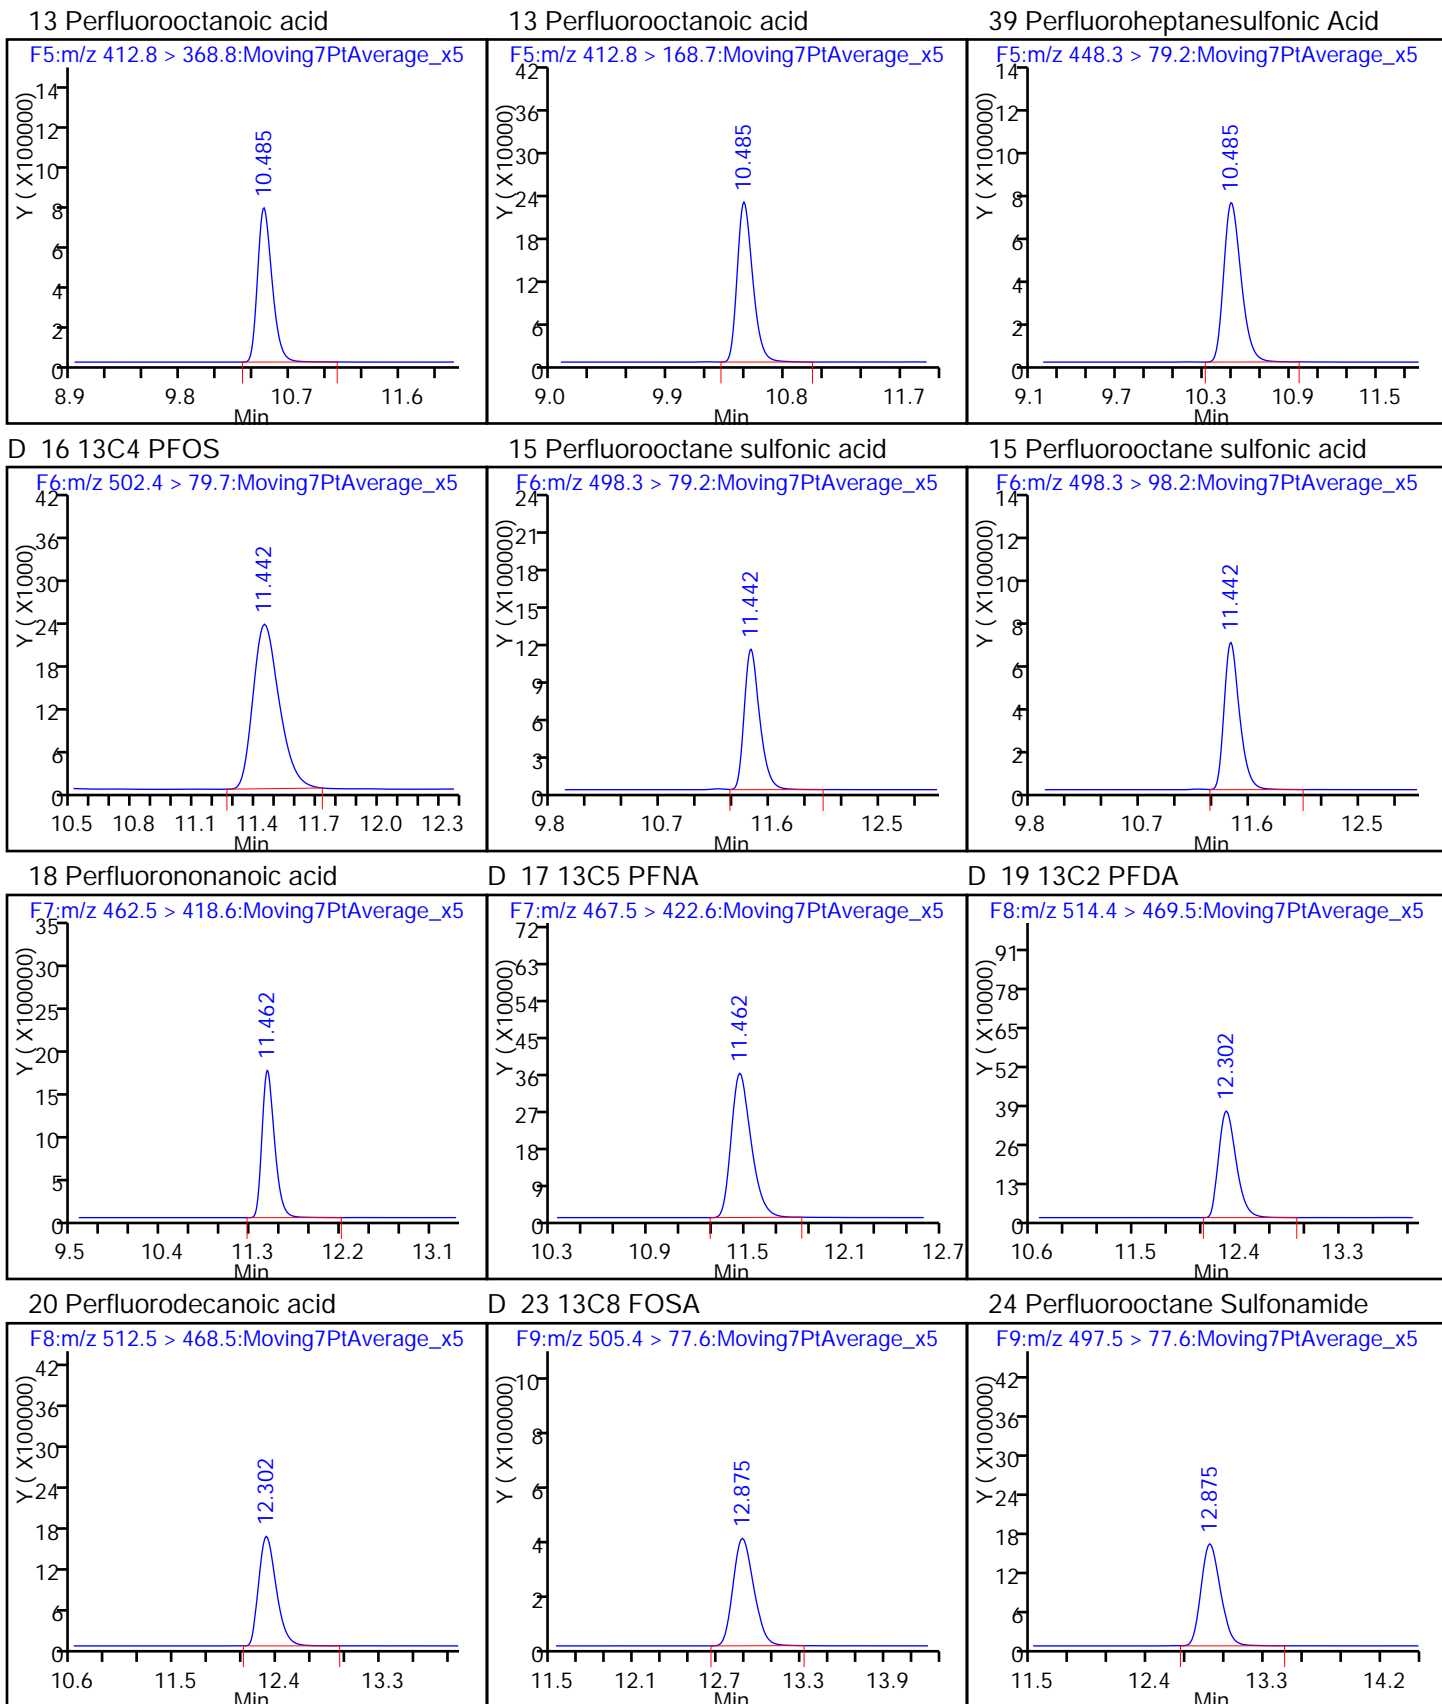 13 Perfluorooctanoic acid
F5:m/z 412.8 > 368.8:Moving7PtAverage_x5
Y ( X100000)
14
12
10
8
6
4
2
0
10.485
8.9 9.8 10.7 11.6
Min
13 Perfluorooctanoic acid
F5:m/z 412.8 > 168.7:Moving7PtAverage_x5
Y ( X100000)
42
36
30
24
18
12
6
0
10.485
9.0 9.9 10.8 11.7
Min
39 Perfluoroheptanesulfonic Acid
F5:m/z 448.3 > 79.2:Moving7PtAverage_x5
Y ( X100000)
14
12
10
8
6
4
2
0
10.485
9.1 9.7 10.3 10.9 11.5
Min
D 16 13C4 PFOS
F6:m/z 502.4 > 79.7:Moving7PtAverage_x5
Y ( X1000)
42
36
30
24
18
12
6
0
11.442
10.5 10.8 11.1 11.4 11.7 12.0 12.3
Min
15 Perfluorooctane sulfonic acid
F6:m/z 498.3 > 79.2:Moving7PtAverage_x5
Y ( X100000)
24
21
18
15
12
9
6
3
0
11.442
9.8 10.7 11.6 12.5
Min
15 Perfluorooctane sulfonic acid
F6:m/z 498.3 > 98.2:Moving7PtAverage_x5
Y ( X100000)
14
12
10
8
6
4
2
0
11.442
9.8 10.7 11.6 12.5
Min
18 Perfluorononanoic acid
F7:m/z 462.5 > 418.6:Moving7PtAverage_x5
Y ( X100000)
35
30
25
20
15
10
5
0
11.462
9.5 10.4 11.3 12.2 13.1
Min
D 17 13C5 PFNA
F7:m/z 467.5 > 422.6:Moving7PtAverage_x5
Y ( X10000)
72
63
54
45
36
27
18
9
0
11.462
10.3 10.9 11.5 12.1 12.7
Min
D 19 13C2 PFDA
F8:m/z 514.4 > 469.5:Moving7PtAverage_x5
Y ( X10000)
91
78
65
52
39
26
13
0
12.302
10.6 11.5 12.4 13.3
Min
20 Perfluorodecanoic acid
F8:m/z 512.5 > 468.5:Moving7PtAverage_x5
Y ( X100000)
42
36
30
24
18
12
6
0
12.302
10.6 11.5 12.4 13.3
Min
D 23 13C8 FOSA
F9:m/z 505.4 > 77.6:Moving7PtAverage_x5
Y ( X100000)
10
8
6
4
2
0
12.875
11.5 12.1 12.7 13.3 13.9
Min
24 Perfluorooctane Sulfonamide
F9:m/z 497.5 > 77.6:Moving7PtAverage_x5
Y ( X100000)
42
36
30
24
18
12
6
0
12.875
11.5 12.4 13.3 14.2
Min